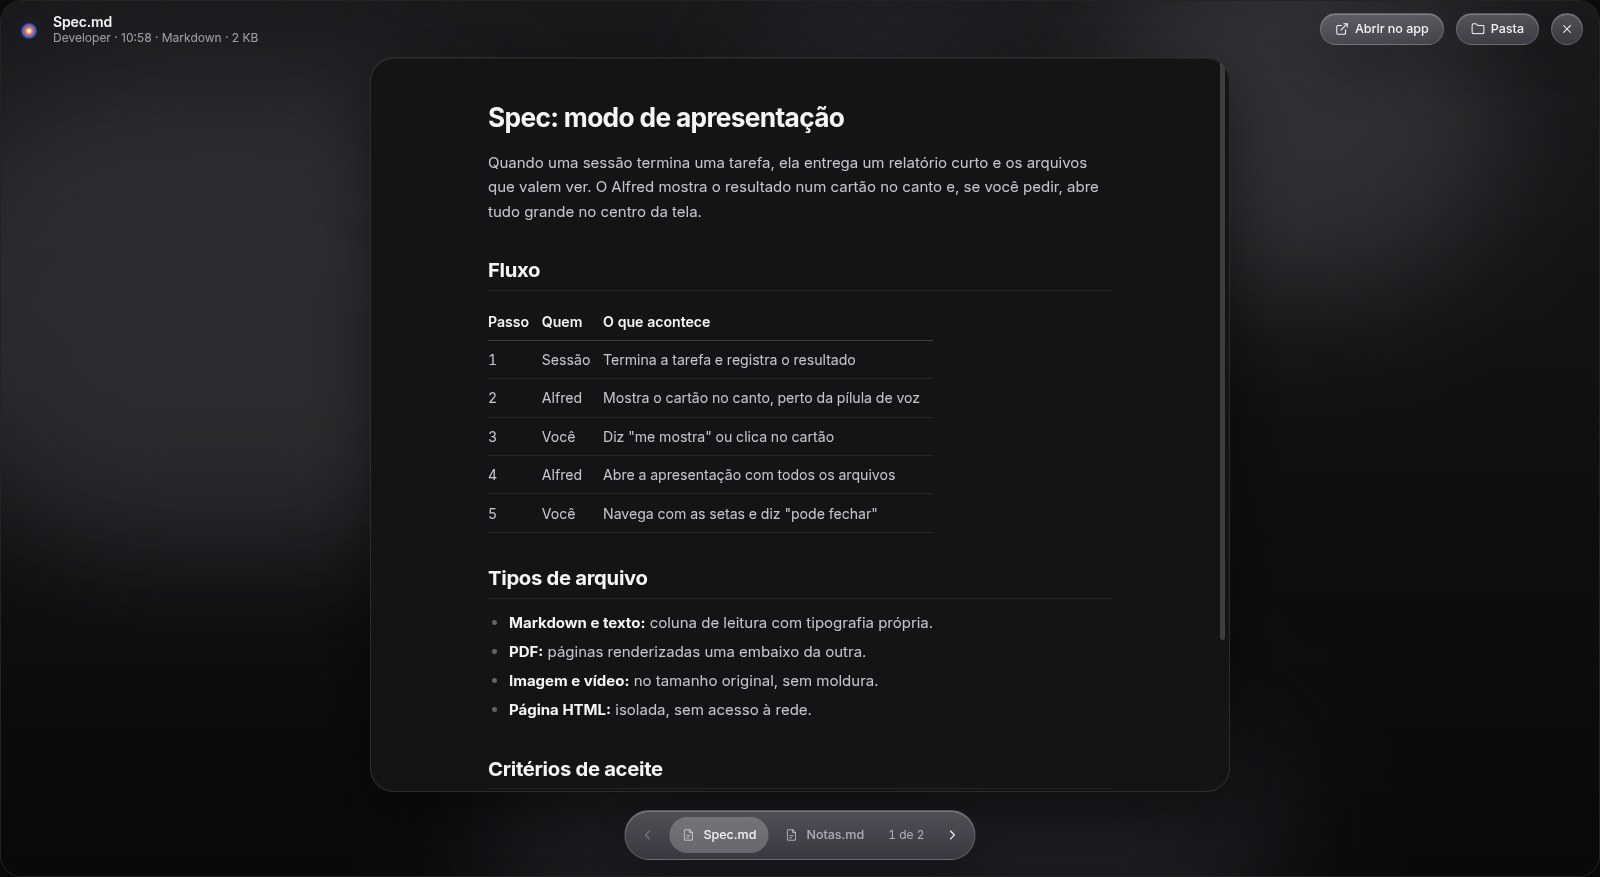 Spec.md
Developer · 10:58 · Markdown · 2 KB
Abrir no app
Pasta
Spec: modo de apresentação
Quando uma sessão termina uma tarefa, ela entrega um relatório curto e os arquivos
que valem ver. O Alfred mostra o resultado num cartão no canto e, se você pedir, abre
tudo grande no centro da tela.
Fluxo
Passo Quem O que acontece
1 Sessão Termina a tarefa e registra o resultado
2 Alfred Mostra o cartão no canto, perto da pílula de voz
3 Você Diz "me mostra" ou clica no cartão
4 Alfred Abre a apresentação com todos os arquivos
5 Você Navega com as setas e diz "pode fechar"
Tipos de arquivo
Markdown e texto: coluna de leitura com tipografia própria.
PDF: páginas renderizadas uma embaixo da outra.
Imagem e vídeo: no tamanho original, sem moldura.
Página HTML: isolada, sem acesso à rede.
Critérios de aceite
Spec.md Notas.md 1 de 2